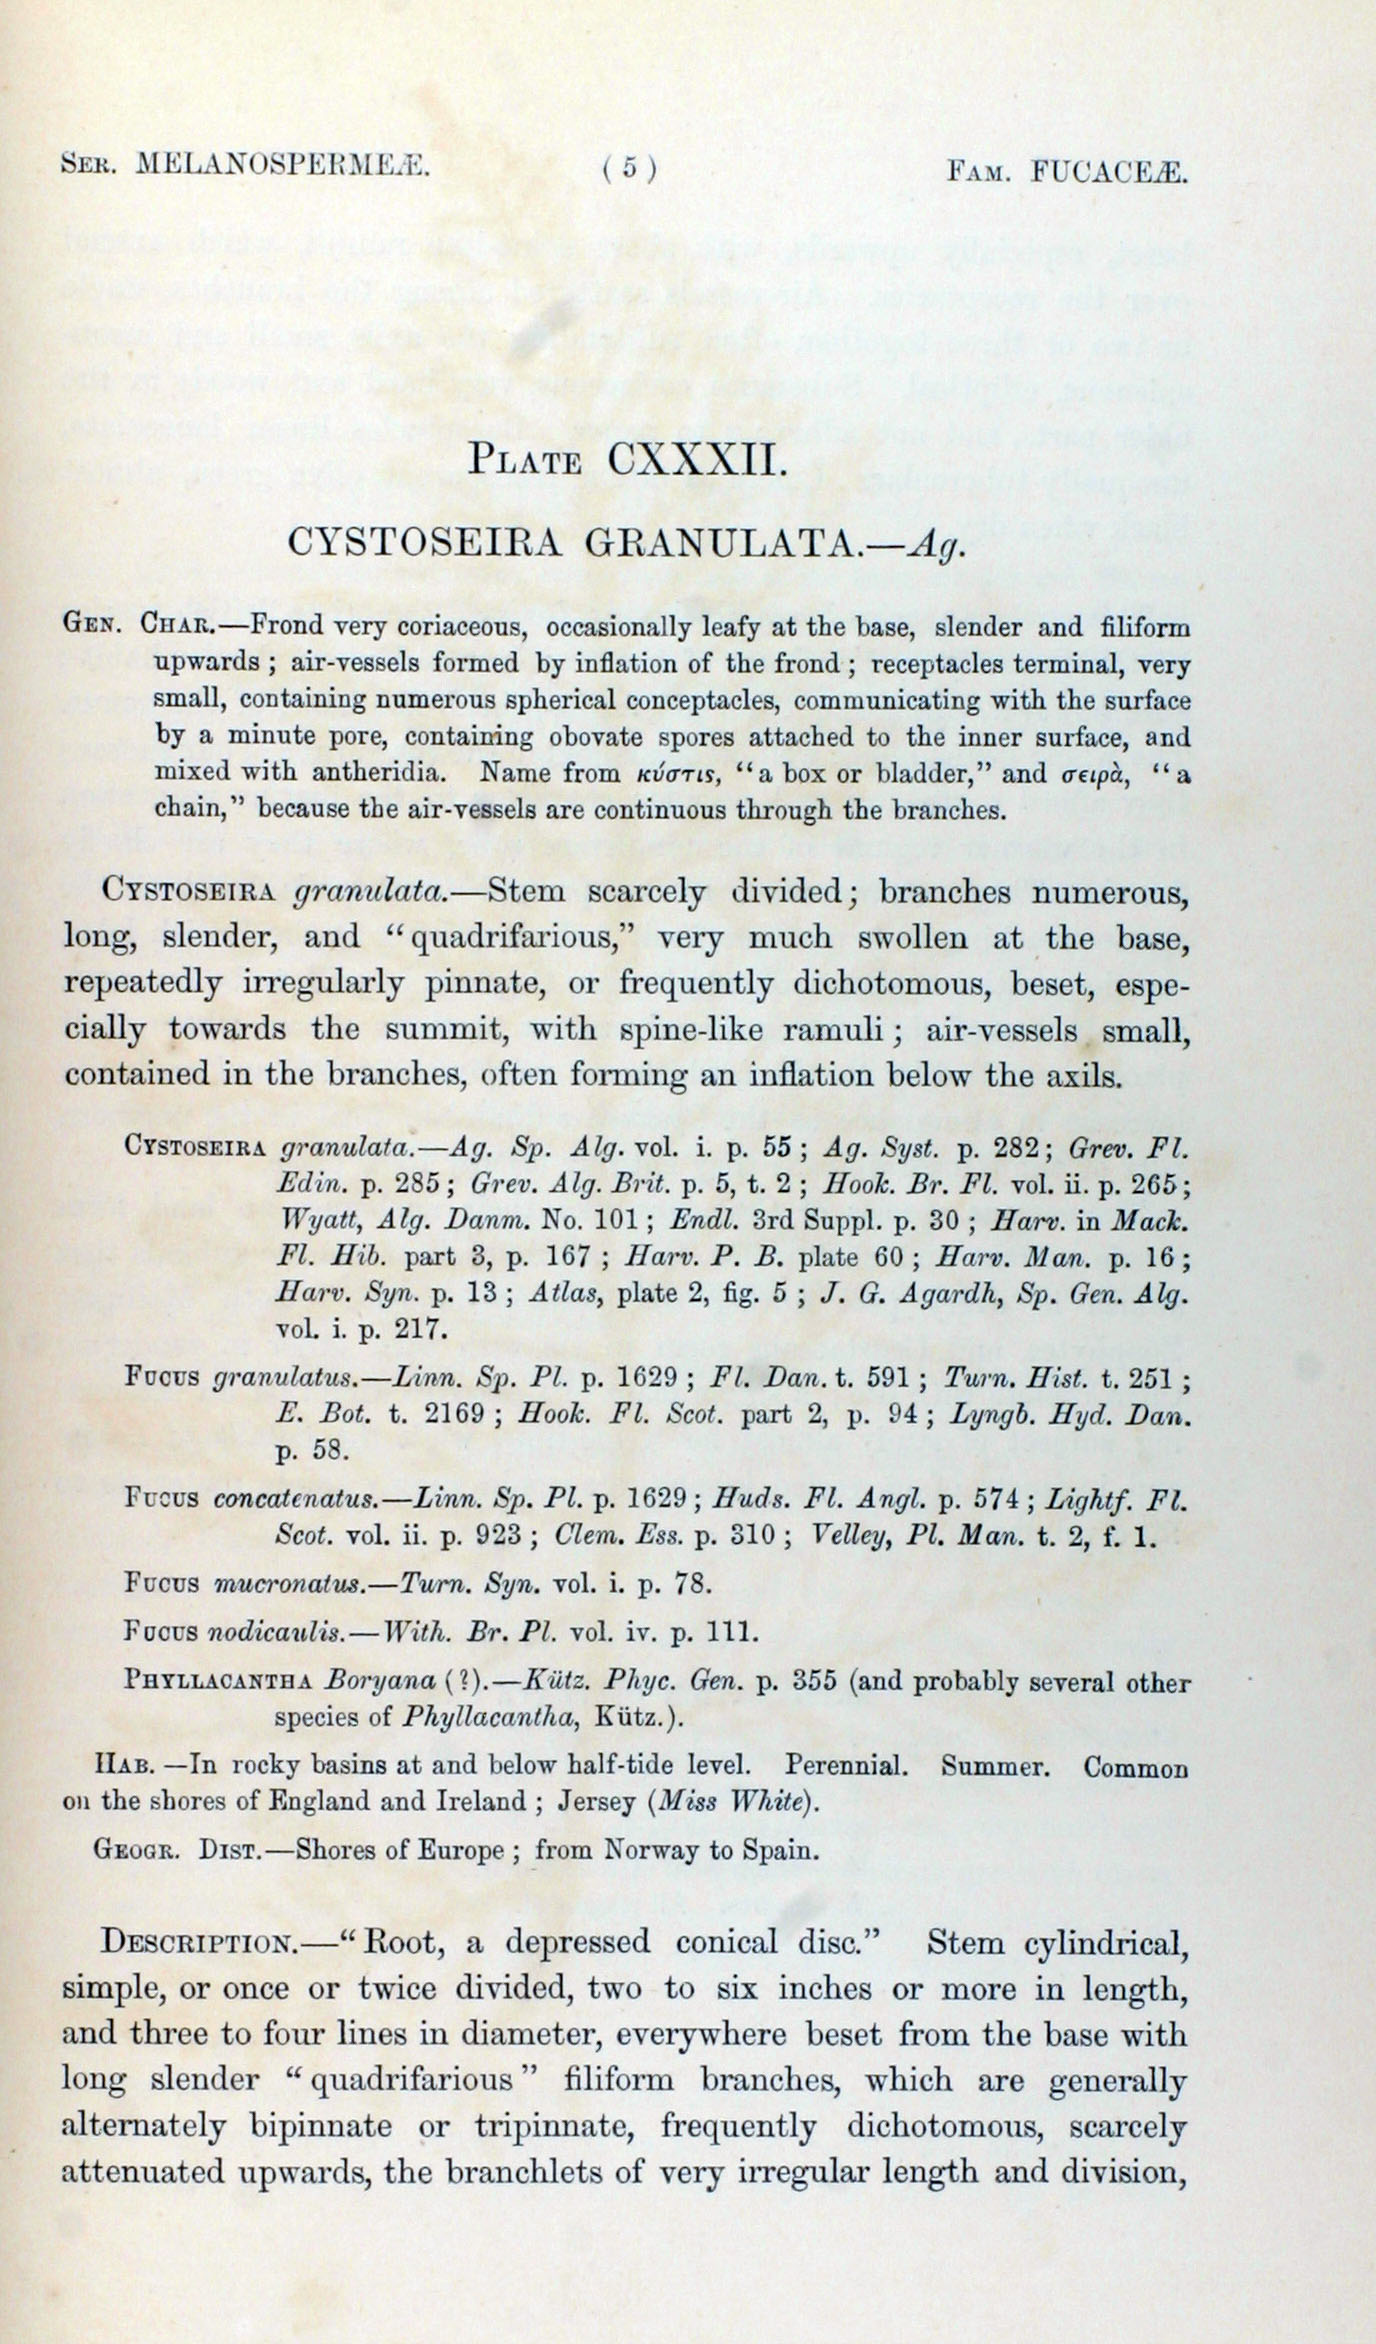 Ser. MELANOSPERMEÆ. ( 5 ) Fam. FUCACEÆ.
Plate CXXXII.
CYSTOSEIRA GRANULATA.—Ag.
Gen. Char.—Frond very coriaceous, occasionally leafy at the base, slender and filiform
upwards ; air-vessels formed by inflation of the frond ; receptacles terminal, very
small, containing numerous spherical conceptacles, communicating with the surface
by a minute pore, containing obovate spores attached to the inner surface, and
mixed with antheridia. Name from κύστις, “a box or bladder,” and σειρὰ, “a
chain,” because the air-vessels are continuous through the branches.
Cystoseira granulata.—Stem scarcely divided; branches numerous,
long, slender, and “quadrifarious,” very much swollen at the base,
repeatedly irregularly pinnate, or frequently dichotomous, beset, espe-
cially towards the summit, with spine-like ramuli ; air-vessels small,
contained in the branches, often forming an inflation below the axils.
Cystoseira granulata.—Ag. Sp. Alg. vol. i. p. 55 ; Ag. Syst. p. 282; Grev. Fl.
Edin. p. 285 ; Grev. Alg. Brit. p. 5, t. 2 ; Hook. Br. Fl. vol. ii. p. 265;
Wyatt, Alg. Danm. No. 101 ; Endl. 3rd Suppl. p. 30 ; Harv. in Mack.
Fl. Hib. part 3, p. 167 ; Harv. P. B. plate 60 ; Harv. Man. p. 16 ;
Harv. Syn. p. 13 ; Atlas, plate 2, fig. 5 ; J. G. Agardh, Sp. Gen. Alg.
vol. i. p. 217.
Fucus granulatus.—Linn. Sp. Pl. p. 1629 ; Fl. Dan. t. 591 ; Turn. Hist. t. 251 ;
E. Bot. t. 2169 ; Hook. Fl. Scot. part 2, p. 94 ; Lyngb. Hyd. Dan.
p. 58.
Fucus concatenatus.—Linn. Sp. Pl. p. 1629 ; Huds. Fl. Angl. p. 574 ; Lightf. Fl.
Scot. vol. ii. p. 923 ; Clem. Ess. p. 310 ; Velley, Pl. Man. t. 2, f. 1.
Fucus mucronatus.—Turn. Syn. vol. i. p. 78.
Fucus nodicaulis.—With. Br. Pl. vol. iv. p. 111.
Phyllacantha Boryana (?).—Kütz. Phyc. Gen. p. 355 (and probably several other
species of Phyllacantha, Kütz.).
Hab. —In rocky basins at and below half-tide level. Perennial. Summer. Common
on the shores of England and Ireland ; Jersey (Miss White).
Geogr. Dist.—Shores of Europe ; from Norway to Spain.
Description.—“Root, a depressed conical disc.” Stem cylindrical,
simple, or once or twice divided, two to six inches or more in length,
and three to four lines in diameter, everywhere beset from the base with
long slender “quadrifarious” filiform branches, which are generally
alternately bipinnate or tripinnate, frequently dichotomous, scarcely
attenuated upwards, the branchlets of very irregular length and division,